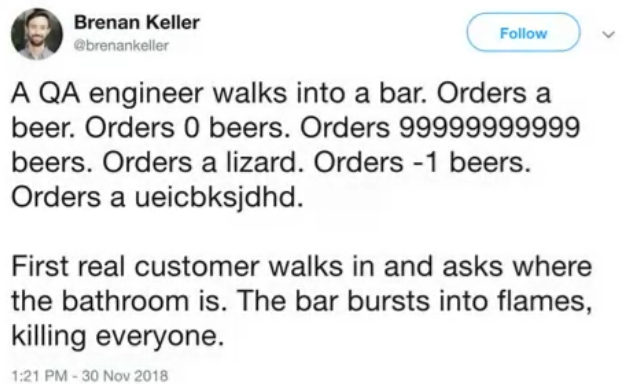 Brenan Keller
@brenankeller
Follow
A QA engineer walks into a bar. Orders a
beer. Orders 0 beers. Orders 99999999999
beers. Orders a lizard. Orders -1 beers.
Orders a ueicbksjdhd.
First real customer walks in and asks where
the bathroom is. The bar bursts into flames,
killing everyone.
1:21 PM - 30 Nov 2018